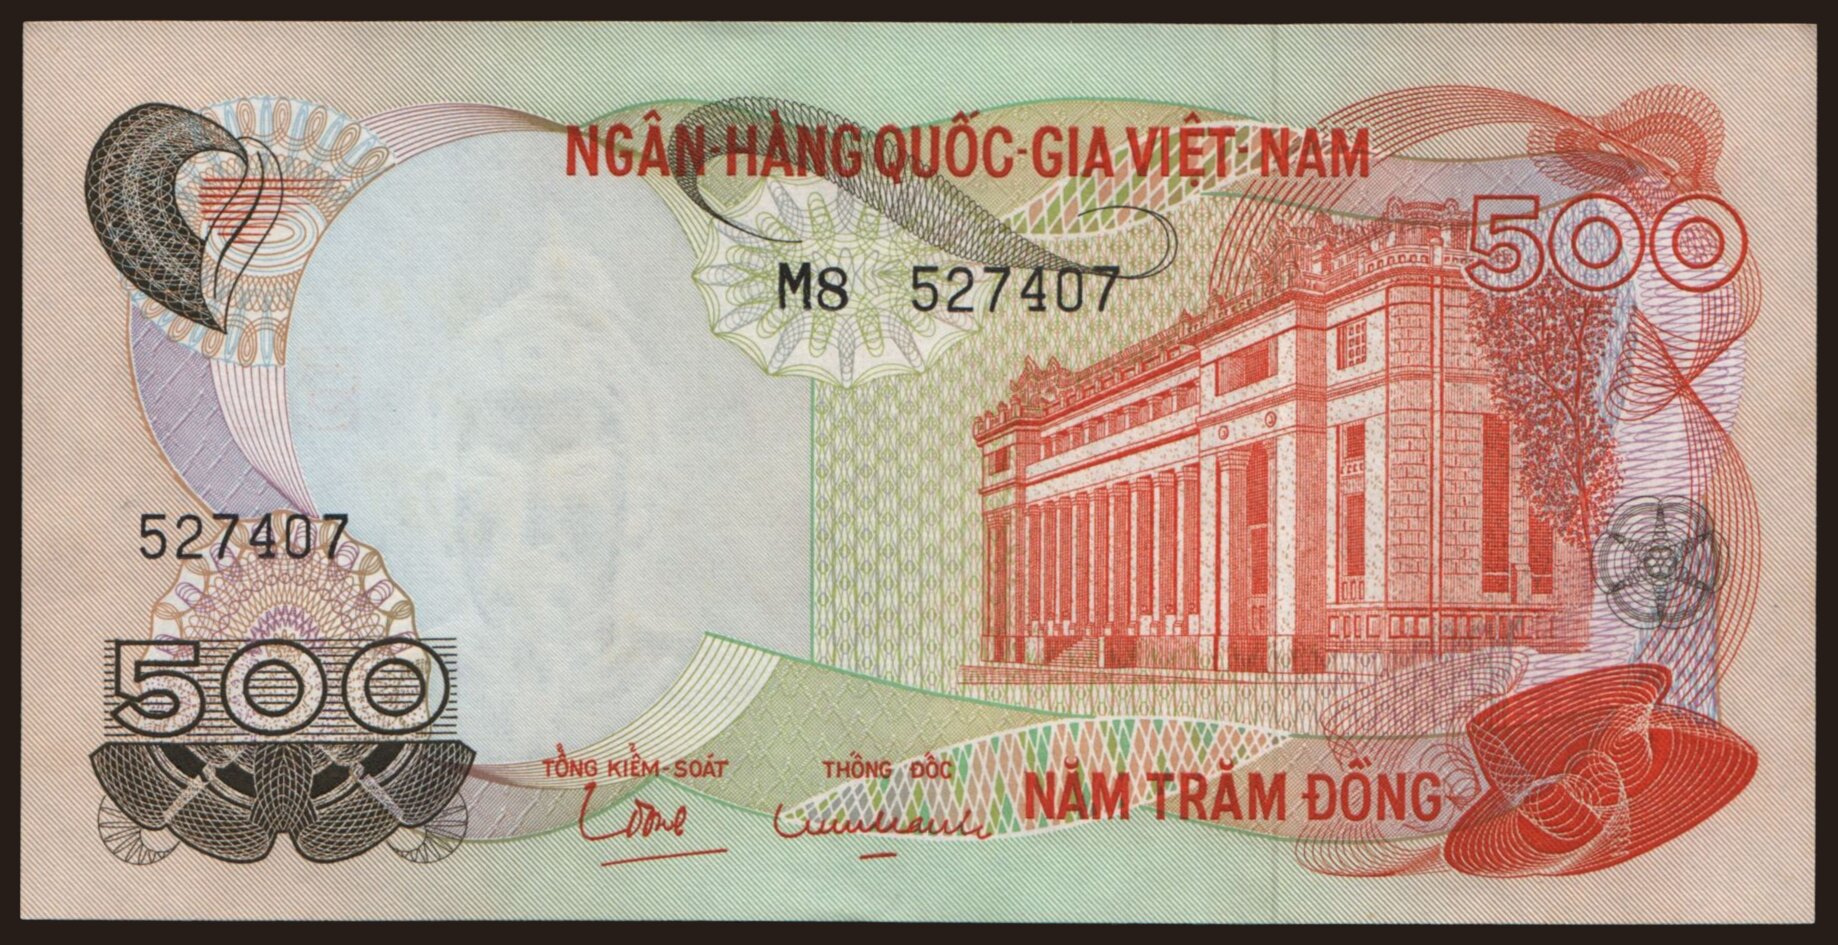 NGÂN-HÀNG QUỐC-GIA VIỆT-NAM
500
M8 527407
527407
500
TỔNG KIỂM-SOÁT THỐNG ĐỐC
NĂM TRĂM ĐỒNG